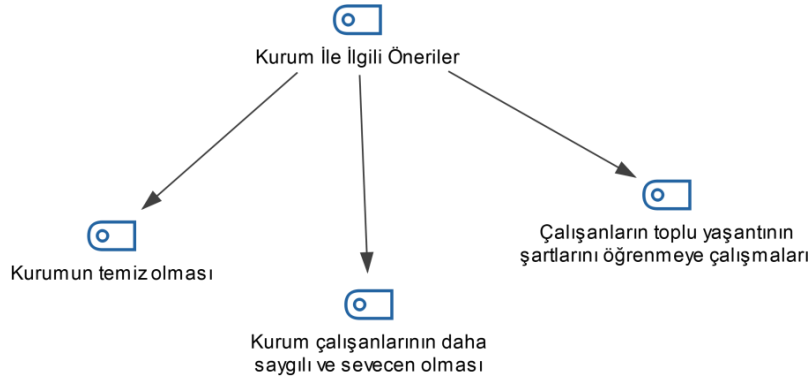 Kurum İle İlgili Öneriler
Kurumun temiz olması
Kurum çalışanlarının daha
saygılı ve sevecen olması
Çalışanların toplu yaşantının
şartlarını öğrenmeye çalışmaları